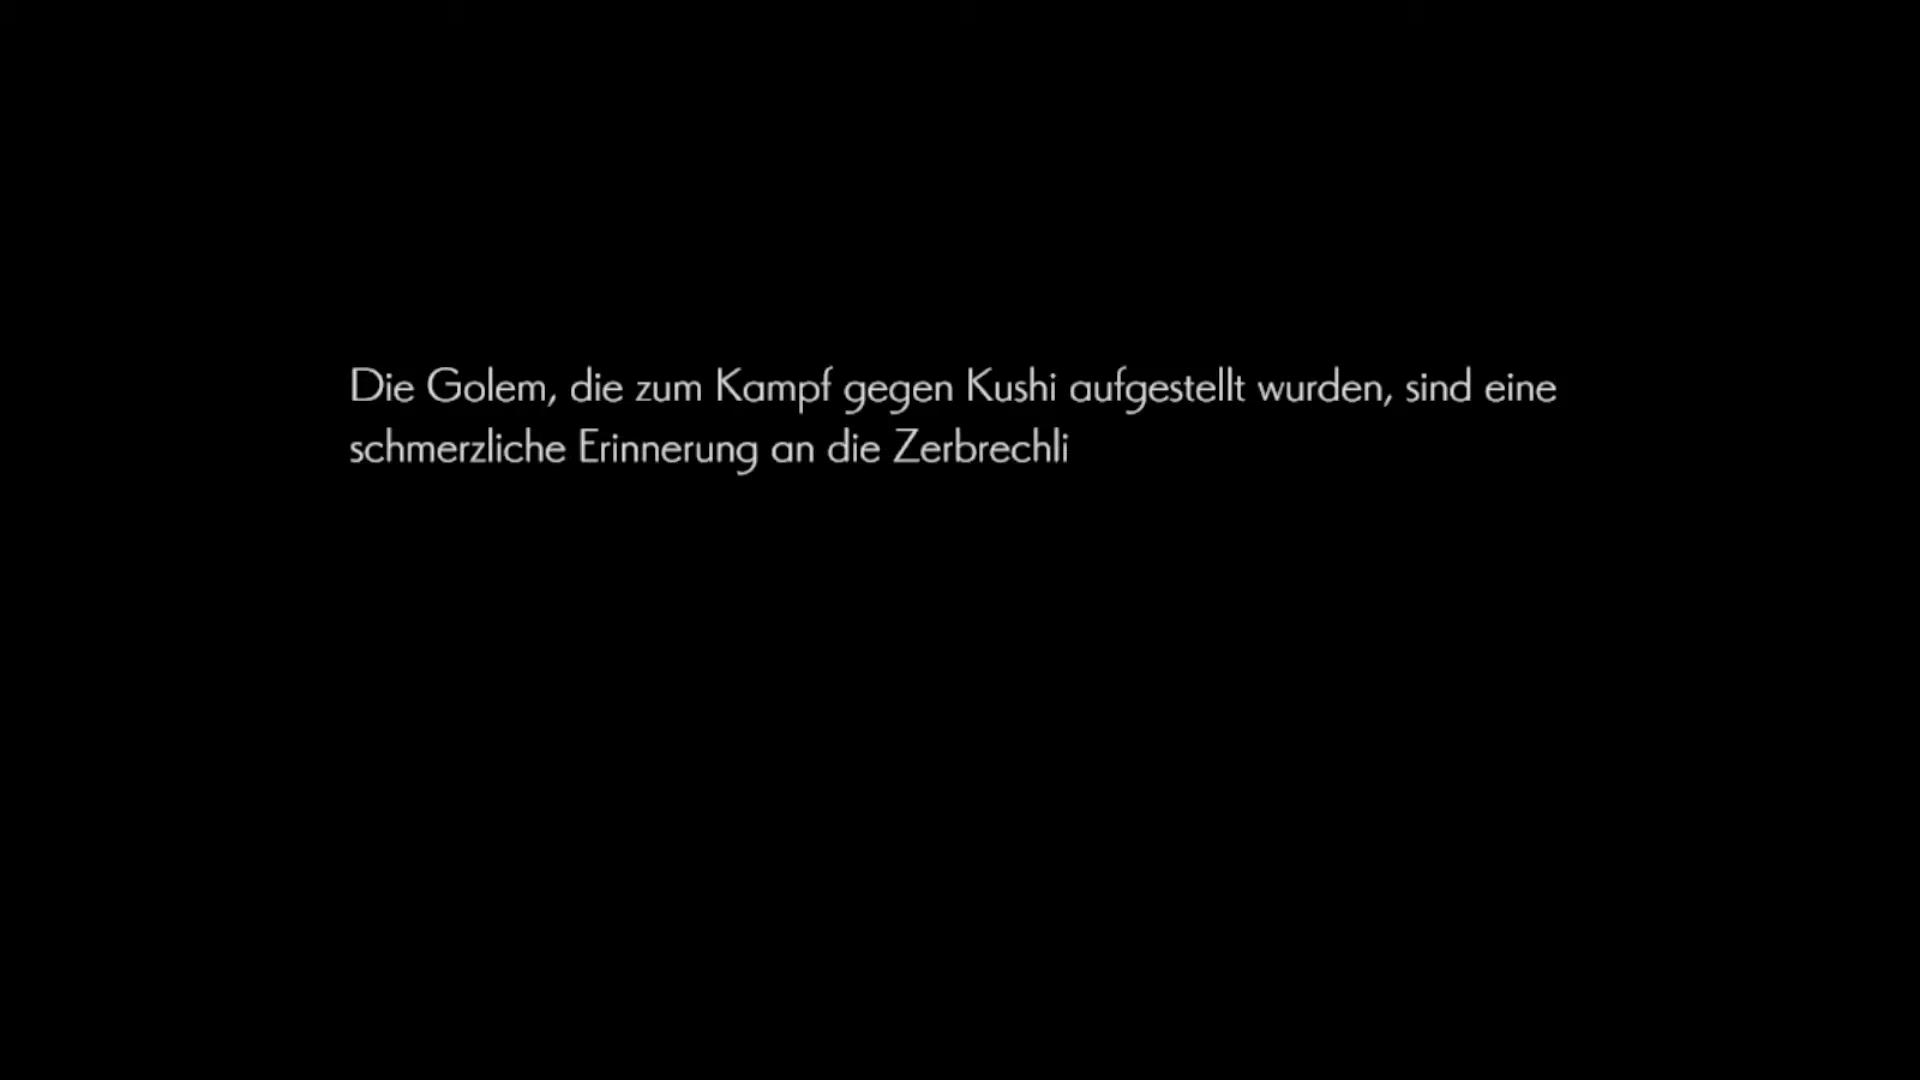 Die Golem, die zum Kampf gegen Kushi aufgestellt wurden, sind eine
schmerzliche Erinnerung an die Zerbrechli